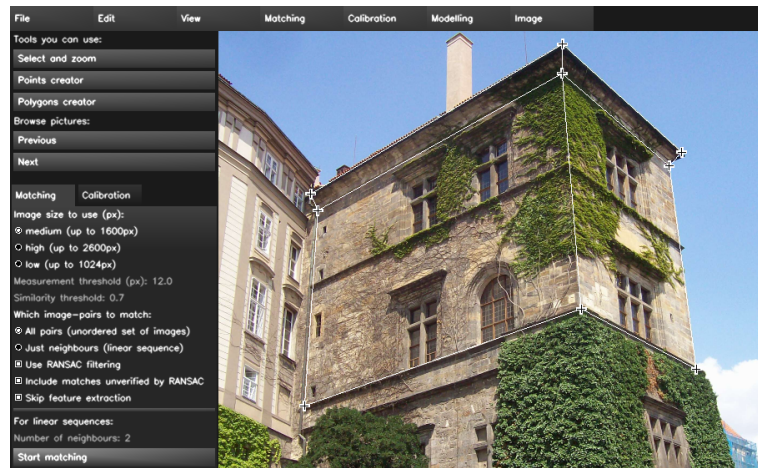 File Edit View Matching Calibration Modelling Image
Tools you can use:
Select and zoom
Points creator
Polygons creator
Browse pictures:
Previous
Next
Matching Calibration
Image size to use (px):
medium (up to 1600px)
high (up to 2600px)
low (up to 1024px)
Measurement threshold (px): 12.0
Similarity threshold: 0.7
Which image-pairs to match:
All pairs (unordered set of images)
Just neighbours (linear sequence)
Use RANSAC filtering
Include matches unverified by RANSAC
Skip feature extraction
For linear sequences:
Number of neighbours: 2
Start matching